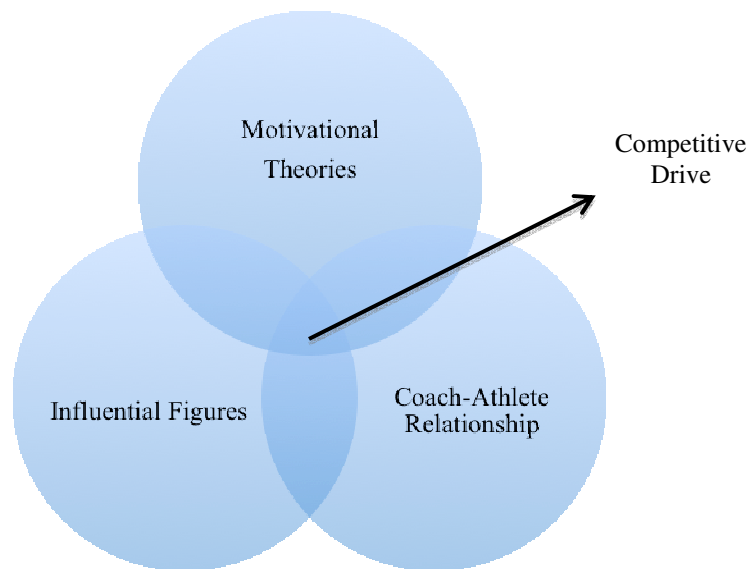 Motivational
Theories
Competitive
Drive
Influential Figures
Coach-Athlete
Relationship